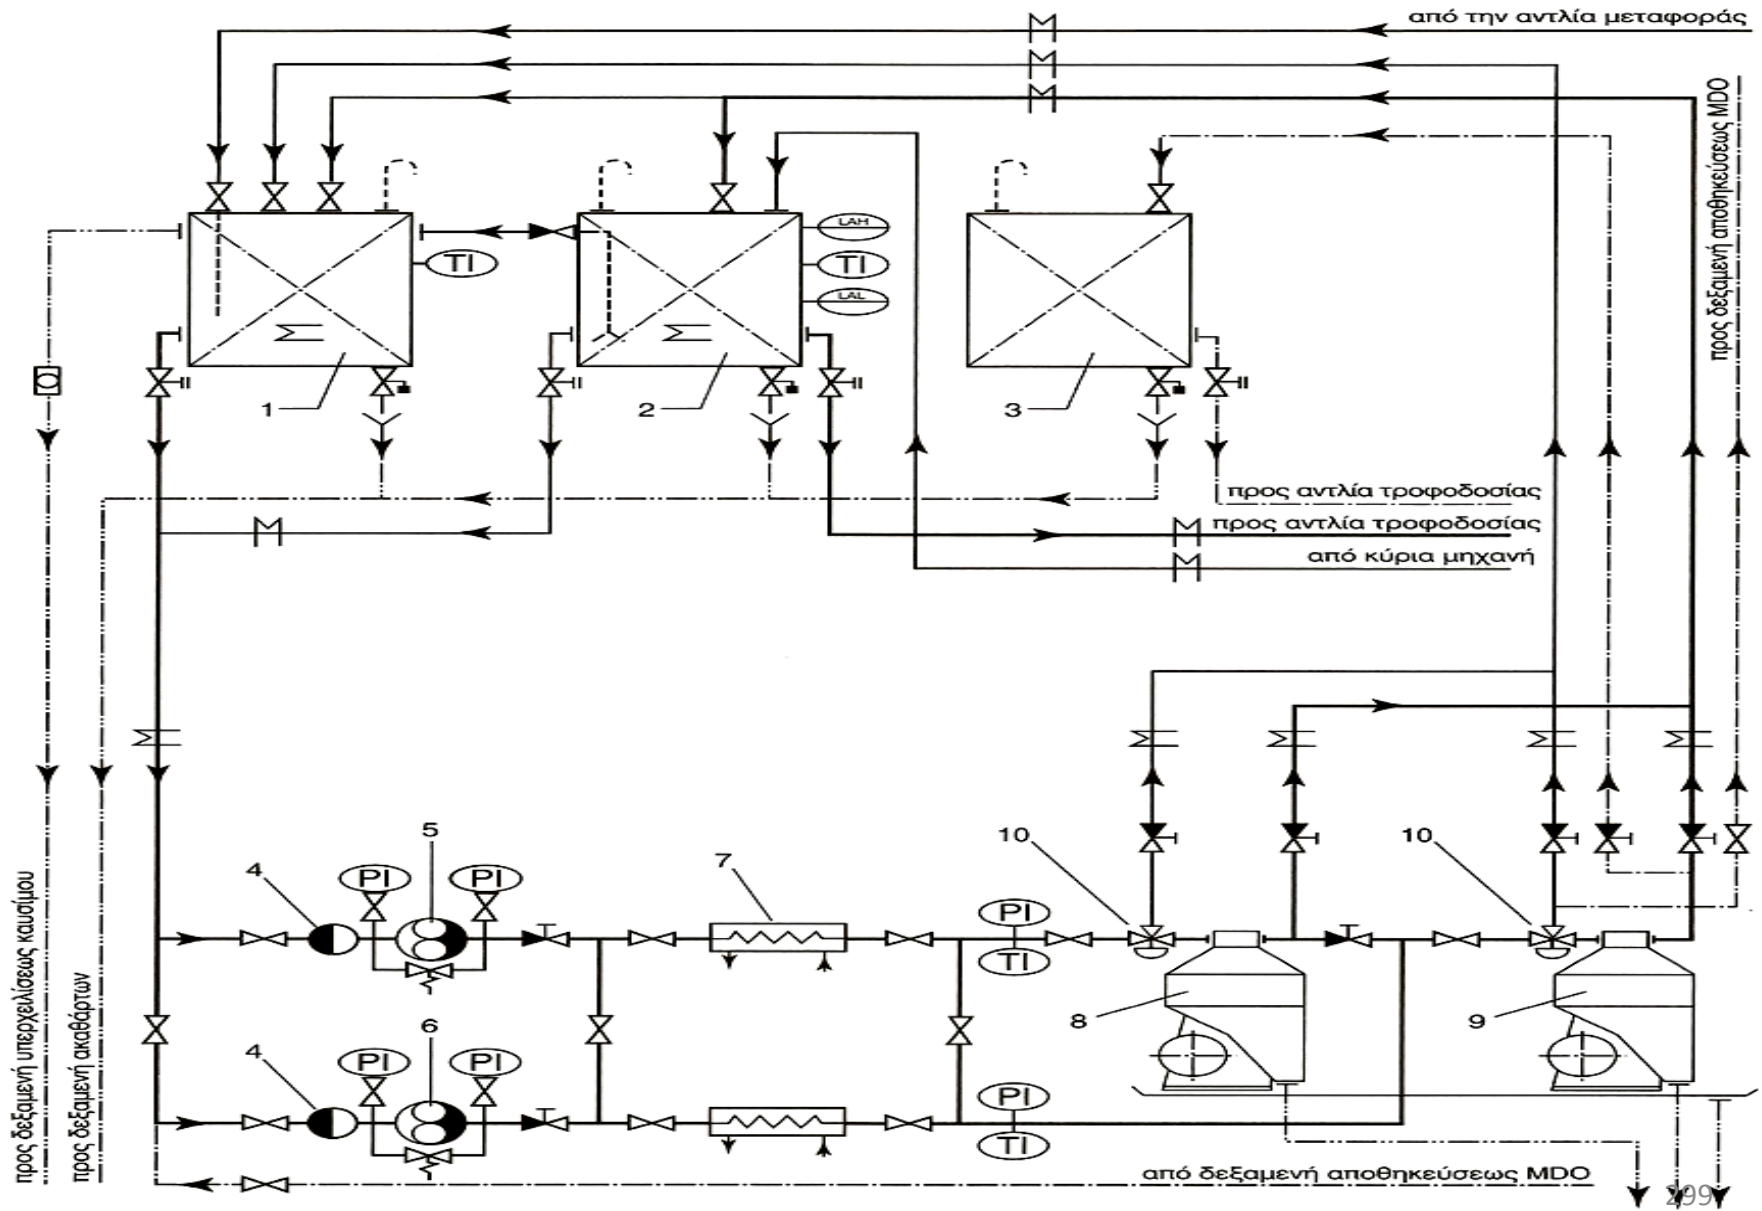 από την αντλία μεταφοράς
προς δεξαμενή αποθηκεύσεως MDO
LAH
TI
TI
LAL
1
2
3
προς αντλία τροφοδοσίας
προς αντλία τροφοδοσίας
από κύρια μηχανή
5
10
10
4
PI
PI
7
PI
TI
προς δεξαμενή υπερχειλίσεως καυσίμου
προς δεξαμενή ακαθάρτων
8
9
6
4
PI
PI
PI
TI
από δεξαμενή αποθηκεύσεως MDO
299